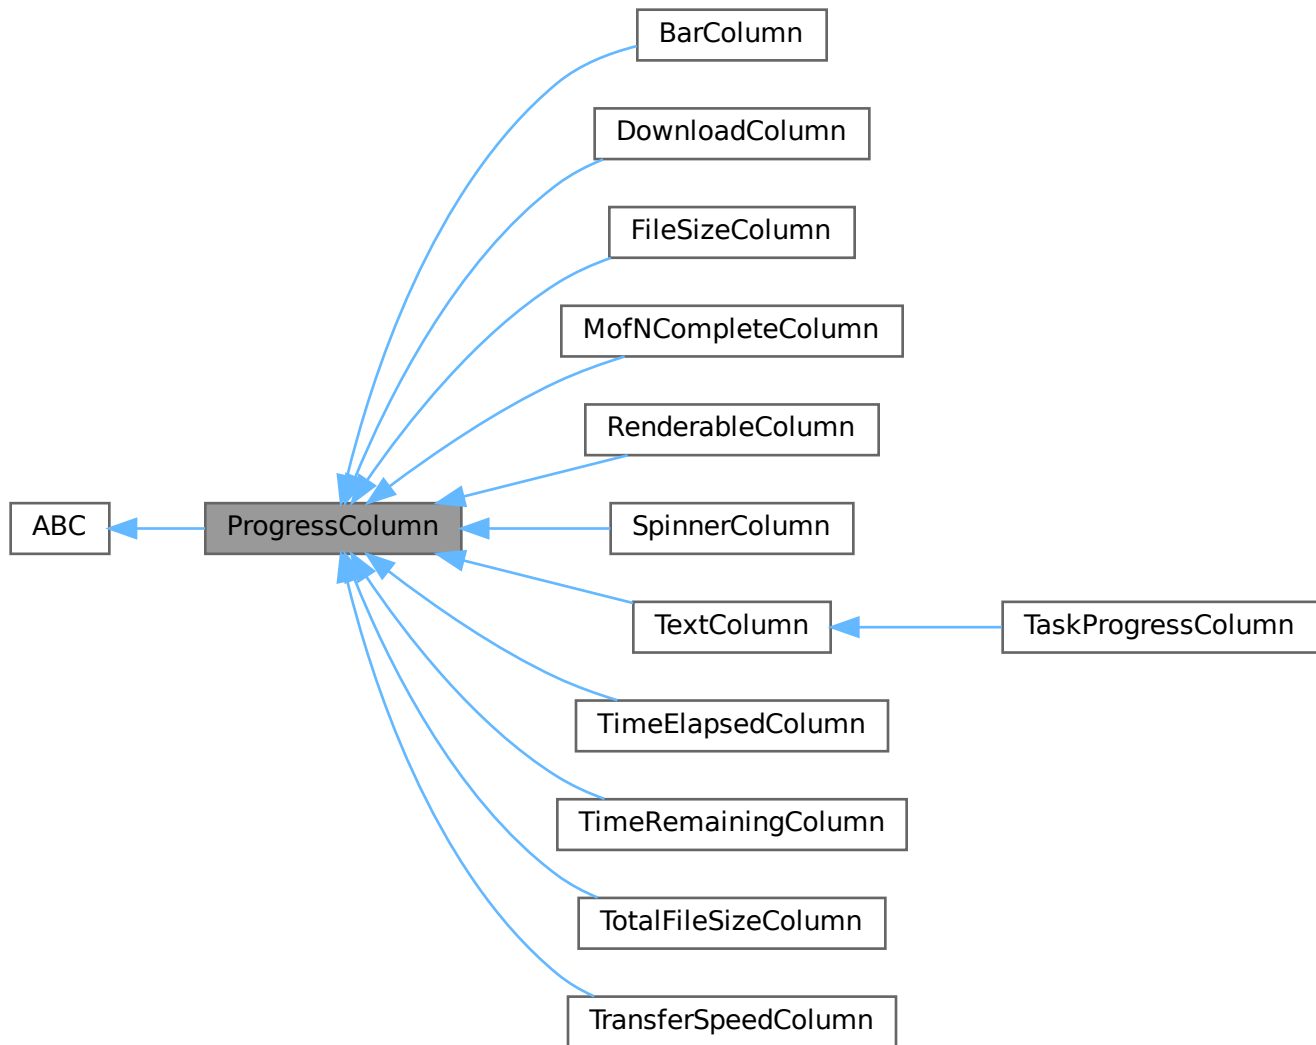 BarColumn
DownloadColumn
FileSizeColumn
MofNCompleteColumn
RenderableColumn
ABC
ProgressColumn
SpinnerColumn
TextColumn
TaskProgressColumn
TimeElapsedColumn
TimeRemainingColumn
TotalFileSizeColumn
TransferSpeedColumn